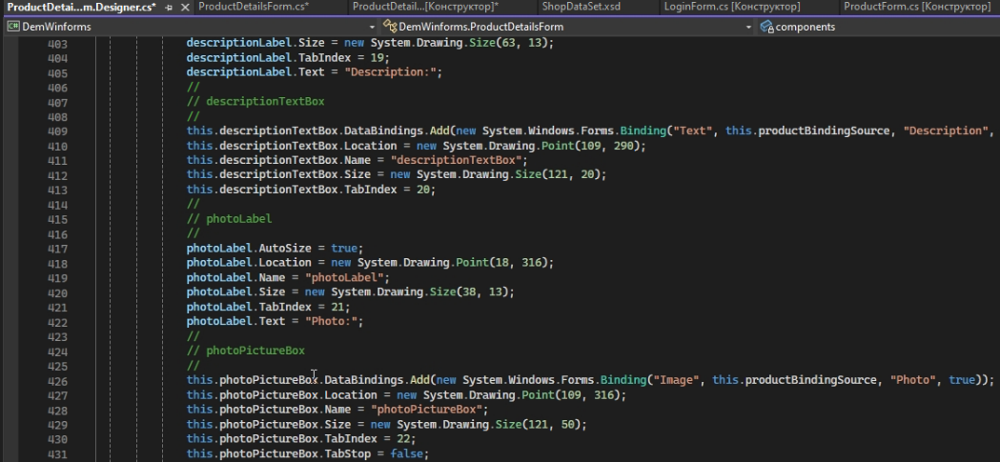 ProductDetai...m.Designer.cs*
ProductDetailsForm.cs*
ProductDetail...[Конструктор]*
ShopDataSet.xsd
LoginForm.cs [Конструктор]
ProductForm.cs [Конструктор]
C# DemWinforms
DemWinforms.ProductDetailsForm
components
403 descriptionLabel.Size = new System.Drawing.Size(63, 13);
404 descriptionLabel.TabIndex = 19;
405 descriptionLabel.Text = "Description:";
406 //
407 // descriptionTextBox
408 //
409 this.descriptionTextBox.DataBindings.Add(new System.Windows.Forms.Binding("Text", this.productBindingSource, "Description",
410 this.descriptionTextBox.Location = new System.Drawing.Point(109, 290);
411 this.descriptionTextBox.Name = "descriptionTextBox";
412 this.descriptionTextBox.Size = new System.Drawing.Size(121, 20);
413 this.descriptionTextBox.TabIndex = 20;
414 //
415 // photoLabel
416 //
417 photoLabel.AutoSize = true;
418 photoLabel.Location = new System.Drawing.Point(18, 316);
419 photoLabel.Name = "photoLabel";
420 photoLabel.Size = new System.Drawing.Size(38, 13);
421 photoLabel.TabIndex = 21;
422 photoLabel.Text = "Photo:";
423 //
424 // photoPictureBox
425 //
426 this.photoPictureBox.DataBindings.Add(new System.Windows.Forms.Binding("Image", this.productBindingSource, "Photo", true));
427 this.photoPictureBox.Location = new System.Drawing.Point(109, 316);
428 this.photoPictureBox.Name = "photoPictureBox";
429 this.photoPictureBox.Size = new System.Drawing.Size(121, 50);
430 this.photoPictureBox.TabIndex = 22;
431 this.photoPictureBox.TabStop = false;